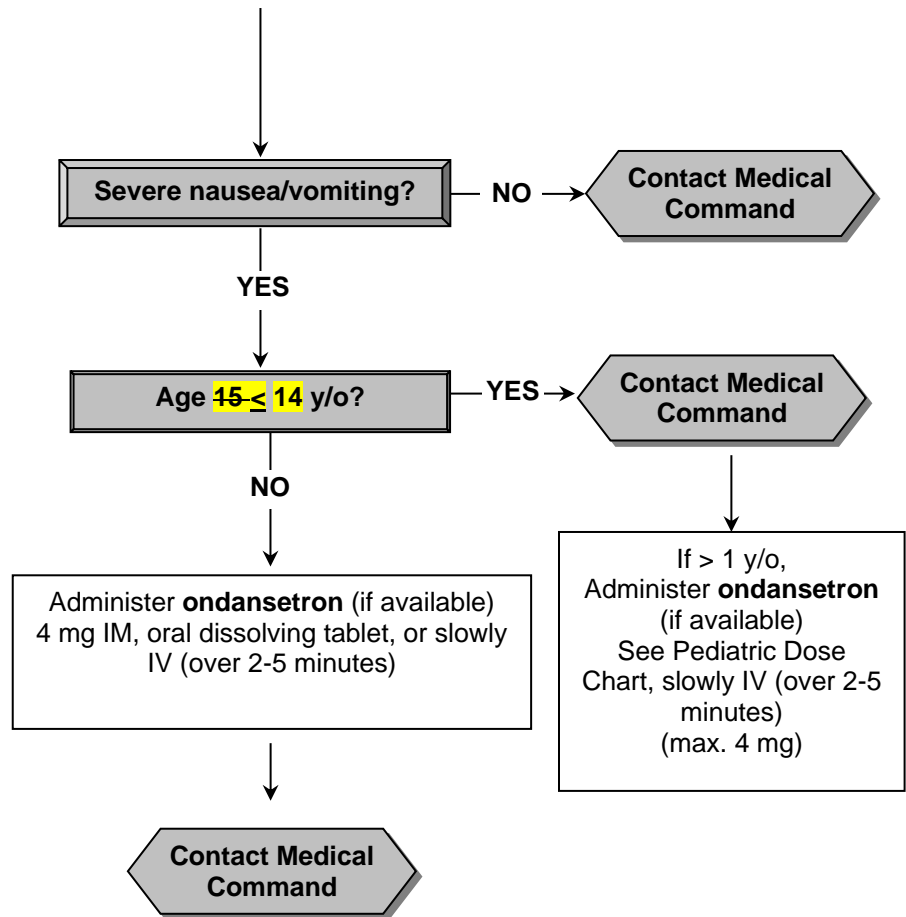 Severe nausea/vomiting?
NO
Contact Medical
Command
YES
Age 15 < 14 y/o?
YES
Contact Medical
Command
NO
Administer ondansetron (if available)
4 mg IM, oral dissolving tablet, or slowly
IV (over 2-5 minutes)
If > 1 y/o,
Administer ondansetron
(if available)
See Pediatric Dose
Chart, slowly IV (over 2-5
minutes)
(max. 4 mg)
Contact Medical
Command